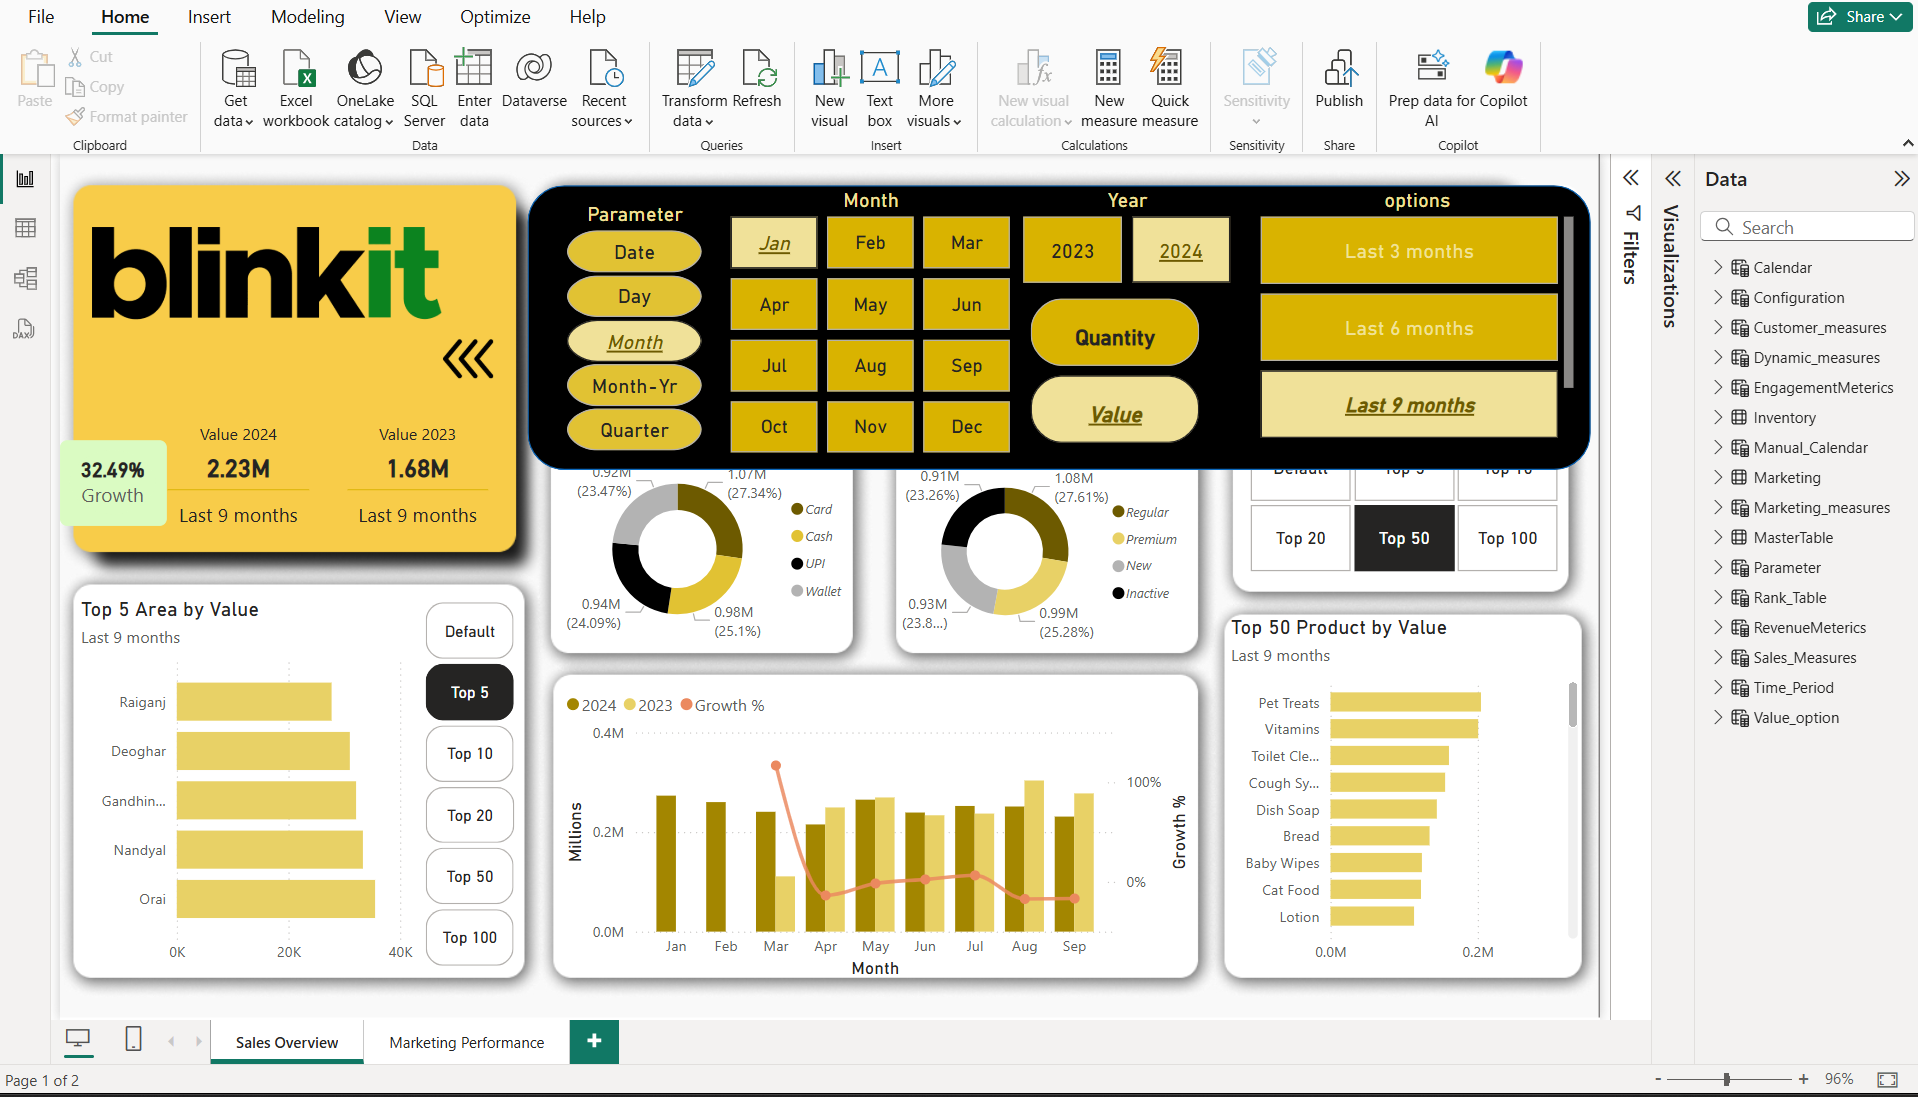 File
Home
Insert
Modeling
View
Optimize
Help
Share
Paste
Cut
Copy
Format painter
Clipboard
Get data
Excel workbook
OneLake catalog
SQL Server
Enter data
Dataverse
Recent sources
Data
Transform data
Refresh
Queries
New visual
Text box
More visuals
Insert
New visual calculation
New measure
Quick measure
Calculations
Sensitivity
Sensitivity
Publish
Share
Prep data for AI
Copilot
Copilot
blinkit
Value 2024
2.23M
Last 9 months
Value 2023
1.68M
Last 9 months
32.49%
Growth
Parameter
Date
Day
Month
Month-Yr
Quarter
Month
Jan
Feb
Mar
Apr
May
Jun
Jul
Aug
Sep
Oct
Nov
Dec
Year
2023
2024
Quantity
Value
options
Last 3 months
Last 6 months
Last 9 months
0.92M
(23.47%)
1.07M
(27.34%)
0.94M
(24.09%)
0.98M
(25.1%)
Card
Cash
UPI
Wallet
0.91M
(23.26%)
1.08M
(27.61%)
0.93M
(23.8...)
0.99M
(25.28%)
Regular
Premium
New
Inactive
Default
Top 5
Top 10
Top 20
Top 50
Top 100
Top 5 Area by Value
Last 9 months
Raiganj
Deoghar
Gandhin...
Nandyal
Orai
0K
20K
40K
Default
Top 5
Top 10
Top 20
Top 50
Top 100
2024
2023
Growth %
0.4M
0.2M
0.0M
Millions
100%
0%
Growth %
Jan
Feb
Mar
Apr
May
Jun
Jul
Aug
Sep
Month
Top 50 Product by Value
Last 9 months
Pet Treats
Vitamins
Toilet Cle...
Cough Sy...
Dish Soap
Bread
Baby Wipes
Cat Food
Lotion
0.0M
0.2M
Filters
Visualizations
Data
Search
Calendar
Configuration
Customer_measures
Dynamic_measures
EngagementMeterics
Inventory
Manual_Calendar
Marketing
Marketing_measures
MasterTable
Parameter
Rank_Table
RevenueMeterics
Sales_Measures
Time_Period
Value_option
DAX
Sales Overview
Marketing Performance
+
Page 1 of 2
- + 96%